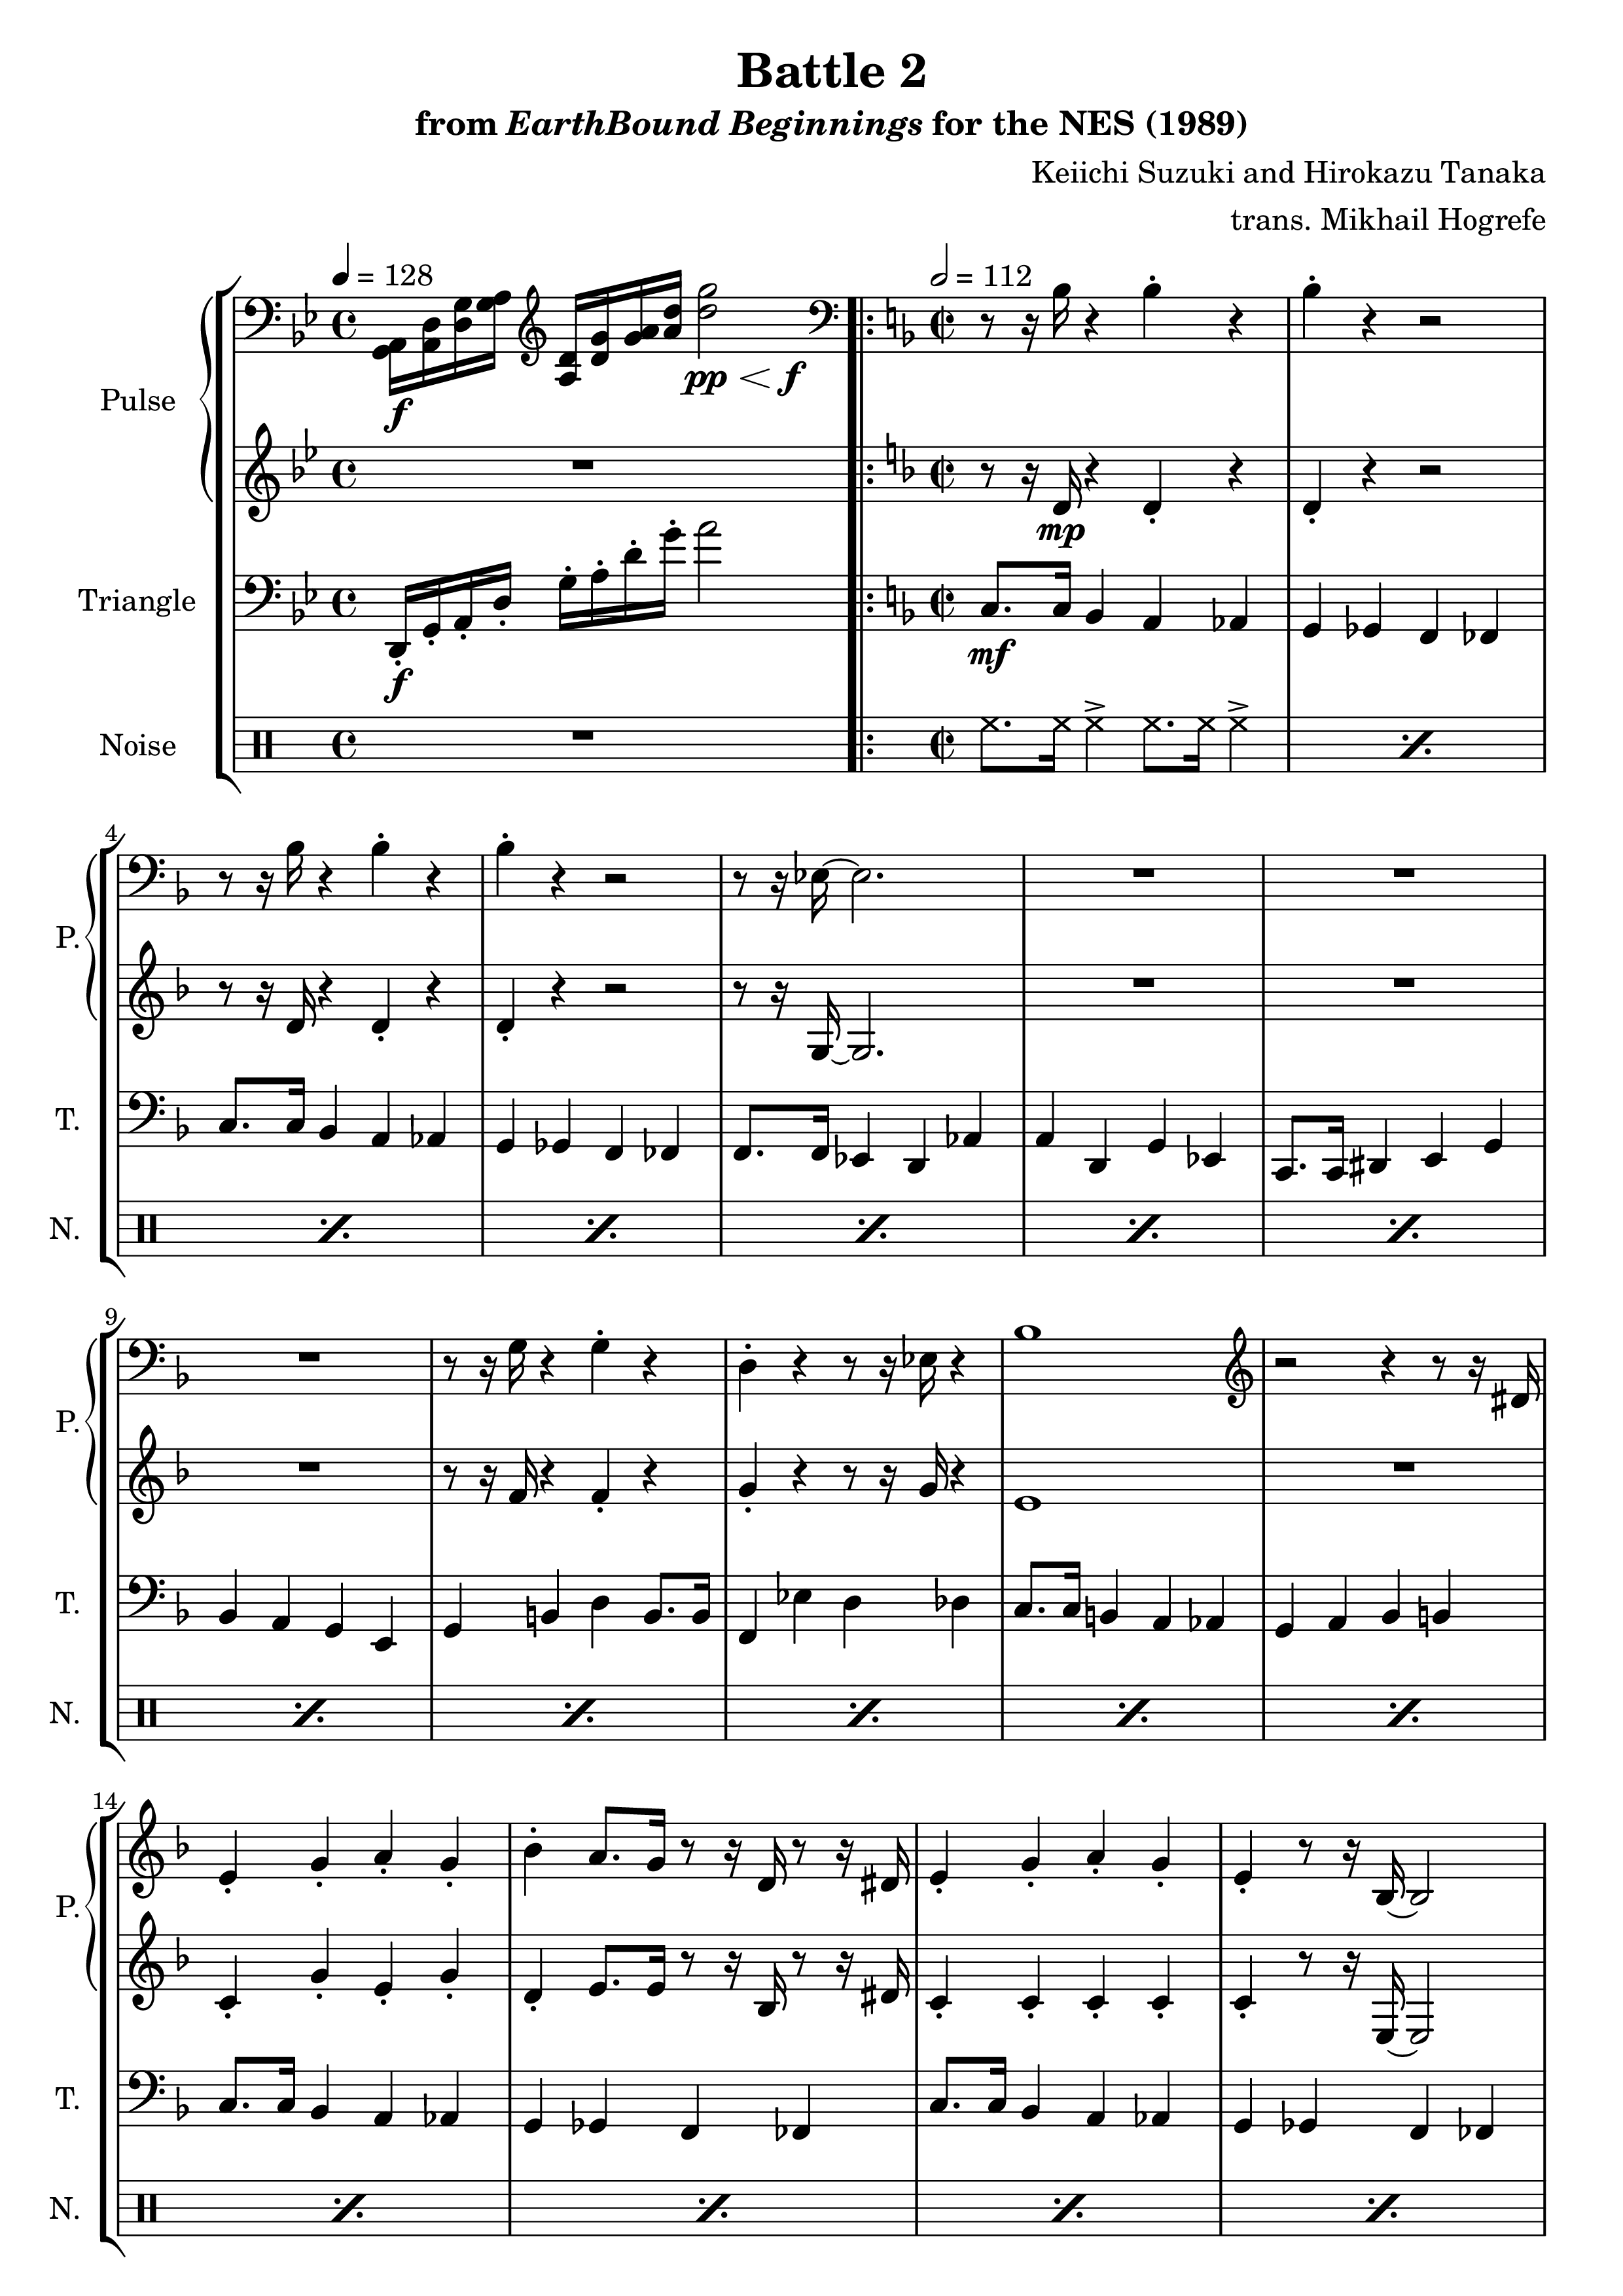 Battle 2
from EarthBound Beginnings for the NES (1989)
Keiichi Suzuki and Hirokazu Tanaka
trans. Mikhail Hogrefe
= 128
= 112
Pulse
f
pp < f
mp
Triangle
f
mf
Noise
4
P.
T.
N.
9
P.
T.
N.
14
P.
T.
N.